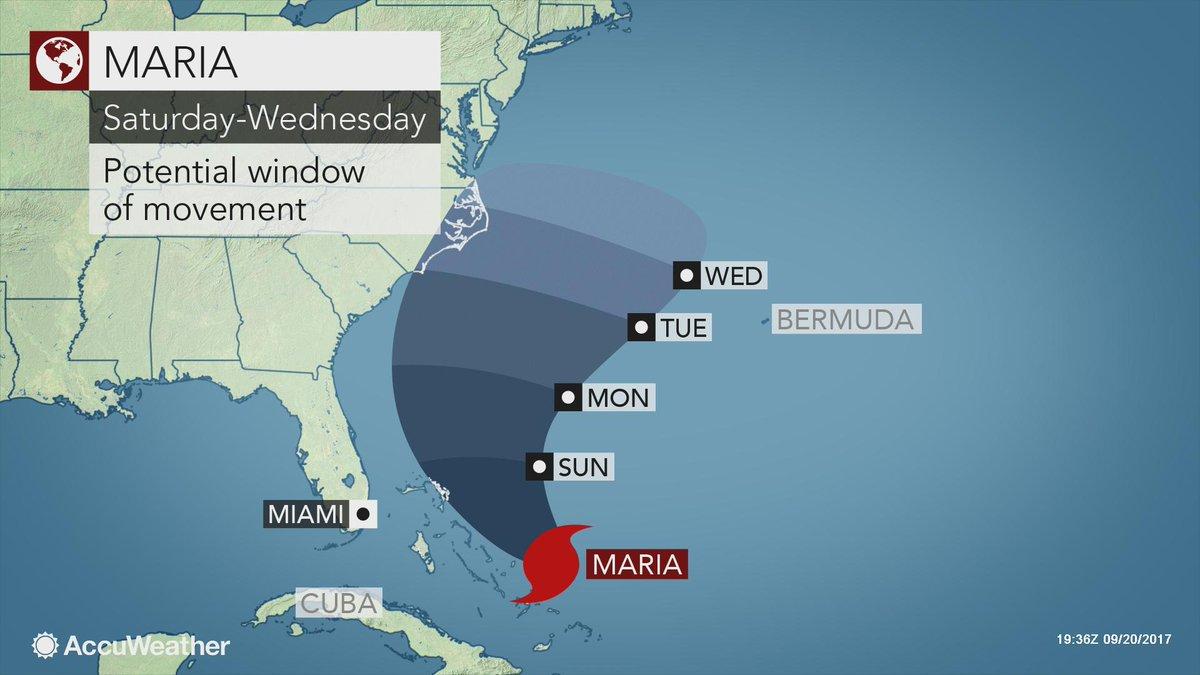 MARIA
Saturday-Wednesday
Potential window
of movement
WED
BERMUDA
TUE
MON
SUN
MIAMI
MARIA
CUBA
AccuWeather
19:36Z 09/20/2017